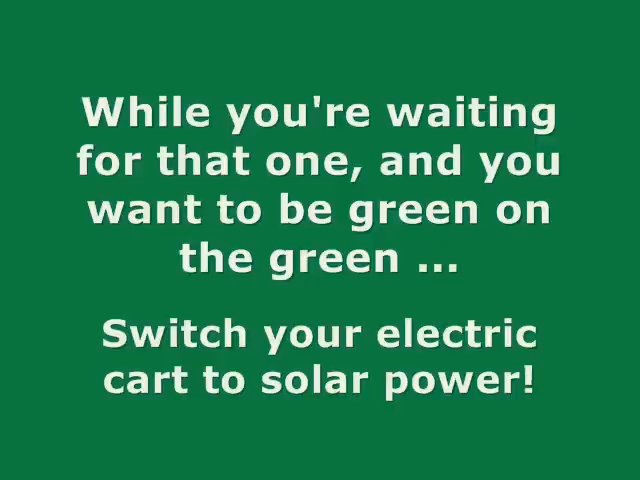 While you're waiting
for that one, and you
want to be green on
the green ...
Switch your electric
cart to solar power!